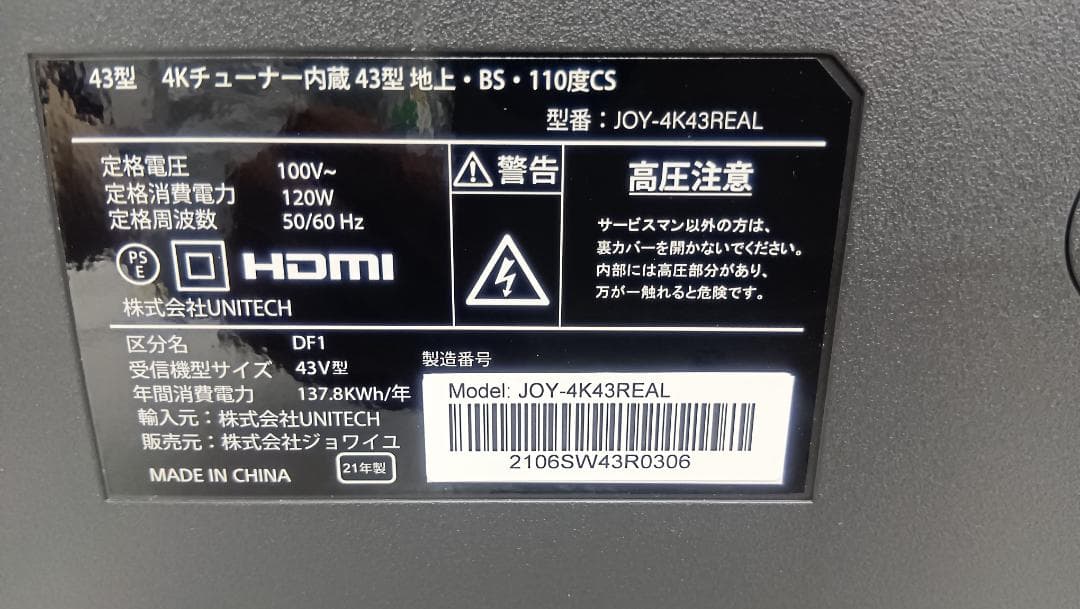 43型 4Kチューナー内蔵 43型 地上・BS・110度CS
型番：JOY-4K43REAL
定格電圧 100V~
定格消費電力 120W
定格周波数 50/60 Hz
PS
E
HDMI
株式会社UNITECH
警告
高圧注意
サービスマン以外の方は、
裏カバーを開かないでください。
内部には高圧部分があり、
万が一触れると危険です。
区分名 DF1
受信機型サイズ 43V型
年間消費電力 137.8KWh/年
輸入元：株式会社UNITECH
販売元：株式会社ジョワイユ
MADE IN CHINA 21年製
製造番号
Model: JOY-4K43REAL
2106SW43R0306